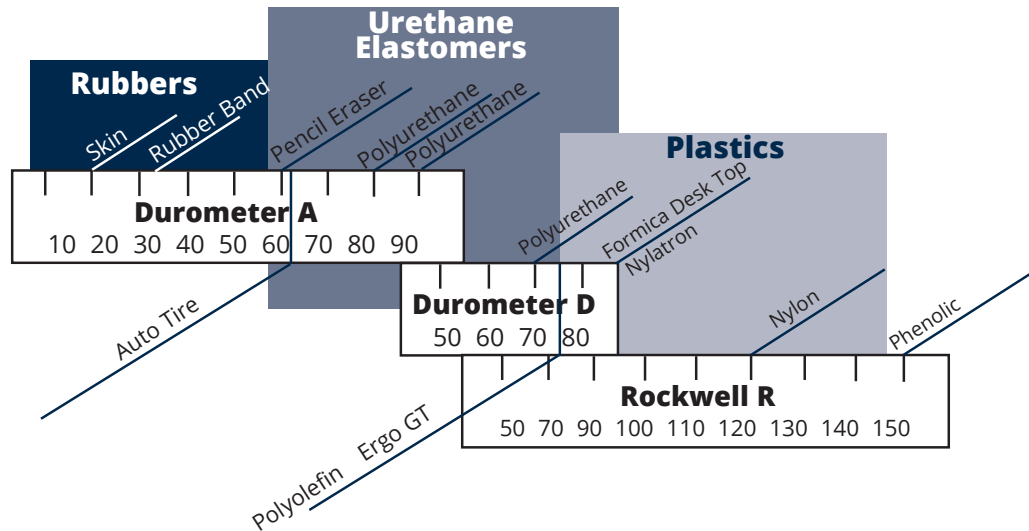 Urethane
Elastomers
Rubbers
Skin
Rubber Band
Pencil Eraser
Polyurethane
Polyurethane
Plastics
Durometer A
10 20 30 40 50 60 70 80 90
Polyurethane
Formica Desk Top
Nylatron
Auto Tire
Durometer D
50 60 70 80
Nylon
Phenolic
Rockwell R
50 70 90 100 110 120 130 140 150
Polyolefin Ergo GT